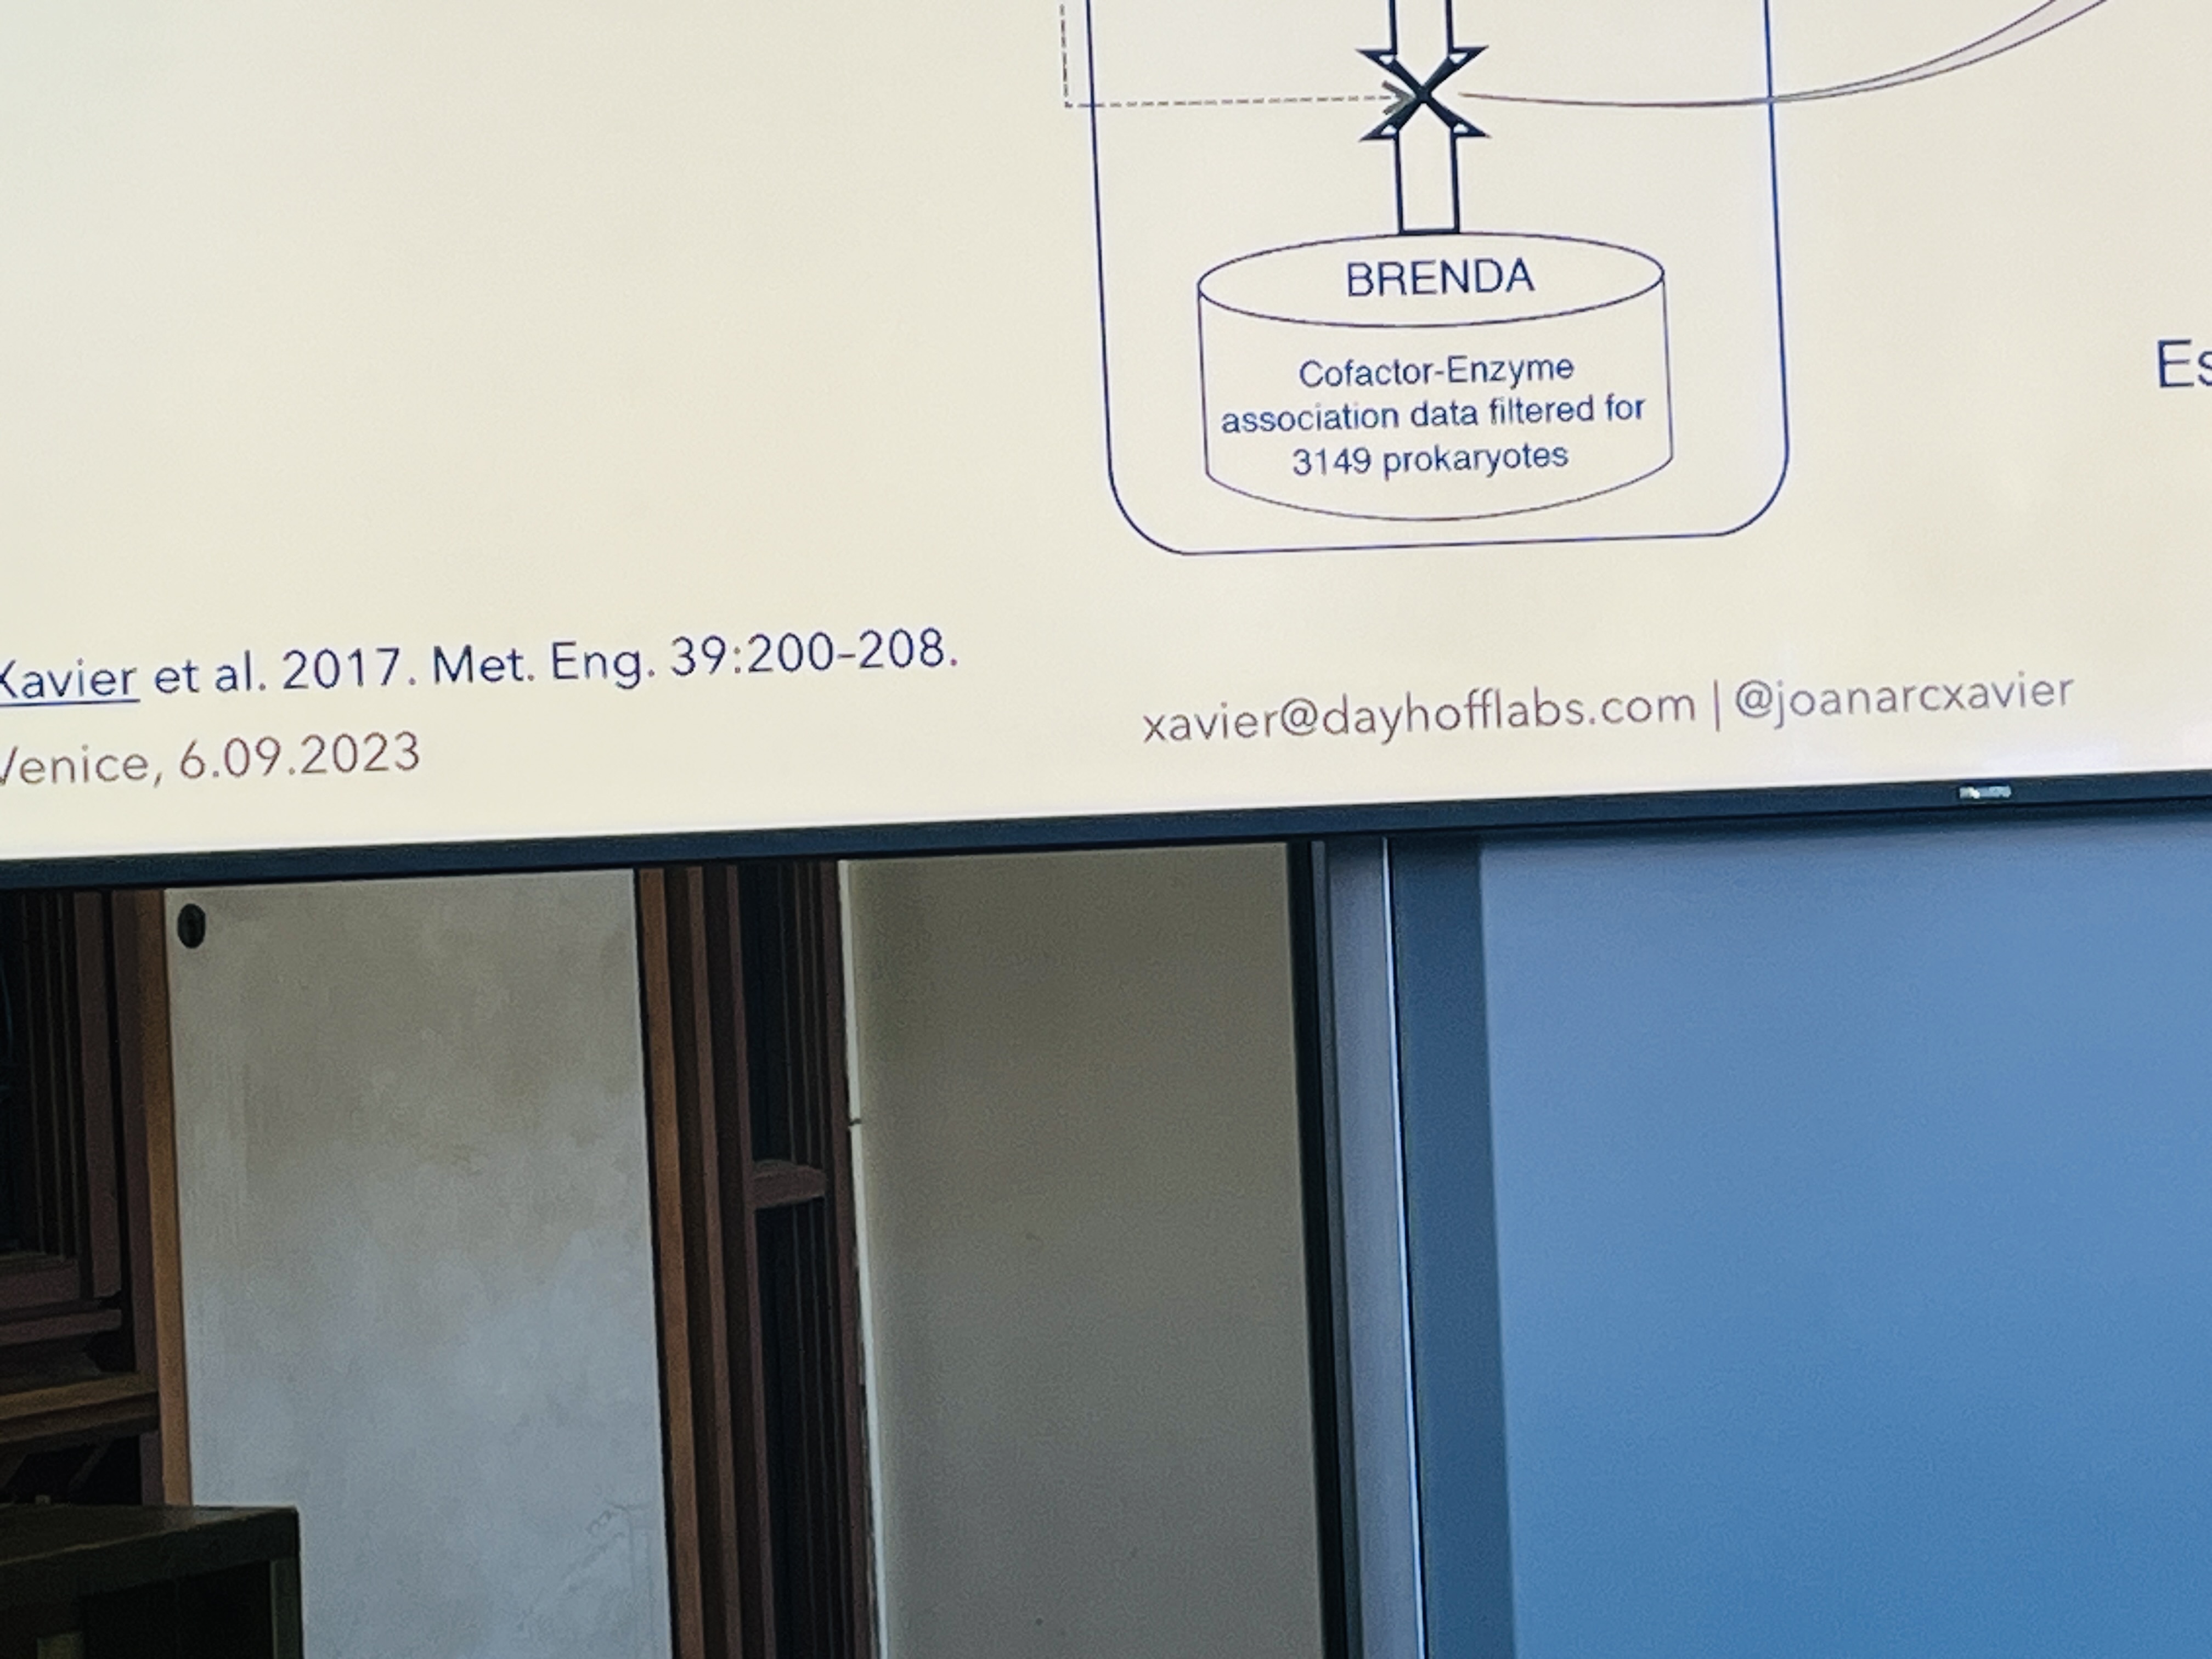 BRENDA
Cofactor-Enzyme
association data filtered for
3149 prokaryotes
Es
Xavier et al. 2017. Met. Eng. 39:200-208.
xavier@dayhofflabs.com | @joanarcxavier
Venice, 6.09.2023